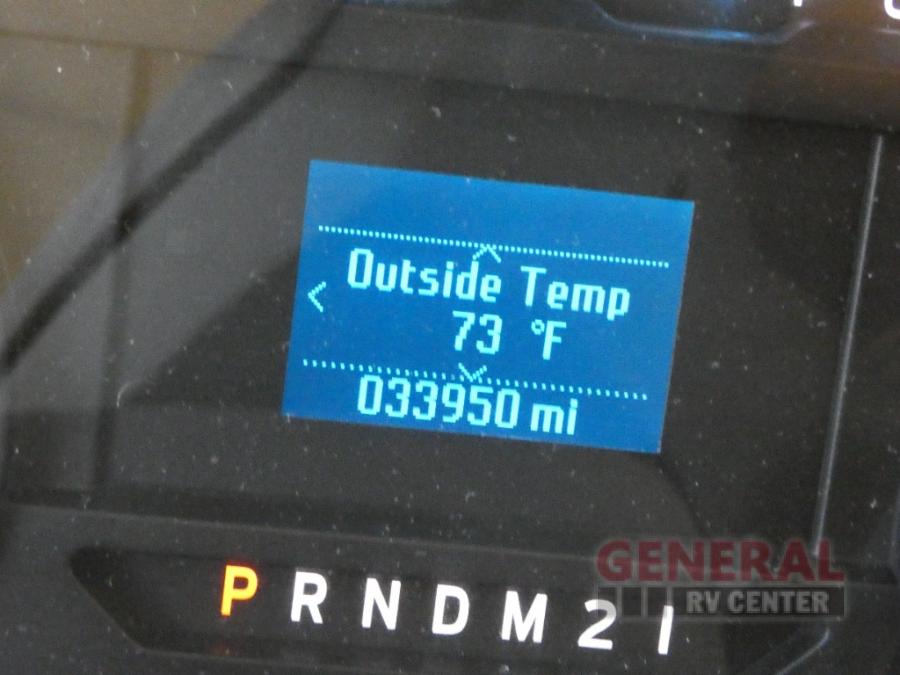 Outside Temp
73 °F
033950 mi
P R N D M 2 1
GENERAL
RV CENTER